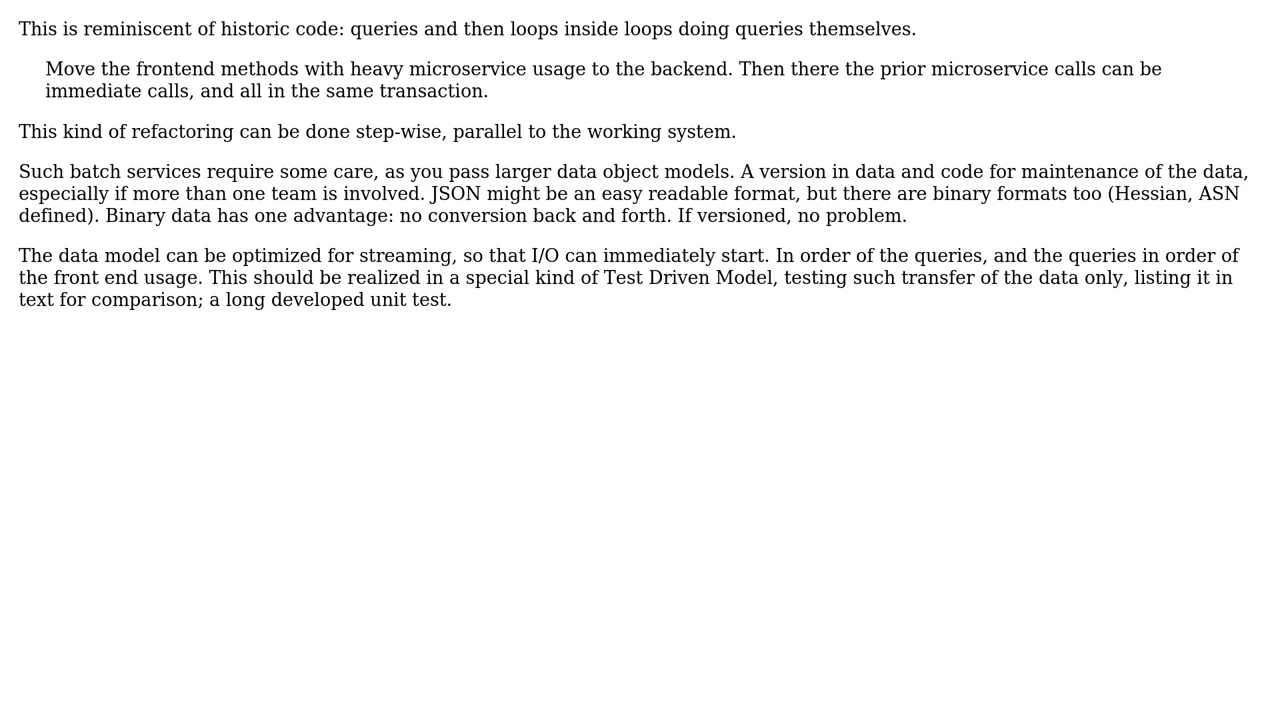 This is reminiscent of historic code: queries and then loops inside loops doing queries themselves.
Move the frontend methods with heavy microservice usage to the backend. Then there the prior microservice calls can be
immediate calls, and all in the same transaction.
This kind of refactoring can be done step-wise, parallel to the working system.
Such batch services require some care, as you pass larger data object models. A version in data and code for maintenance of the data,
especially if more than one team is involved. JSON might be an easy readable format, but there are binary formats too (Hessian, ASN
defined). Binary data has one advantage: no conversion back and forth. If versioned, no problem.
The data model can be optimized for streaming, so that I/O can immediately start. In order of the queries, and the queries in order of
the front end usage. This should be realized in a special kind of Test Driven Model, testing such transfer of the data only, listing it in
text for comparison; a long developed unit test.